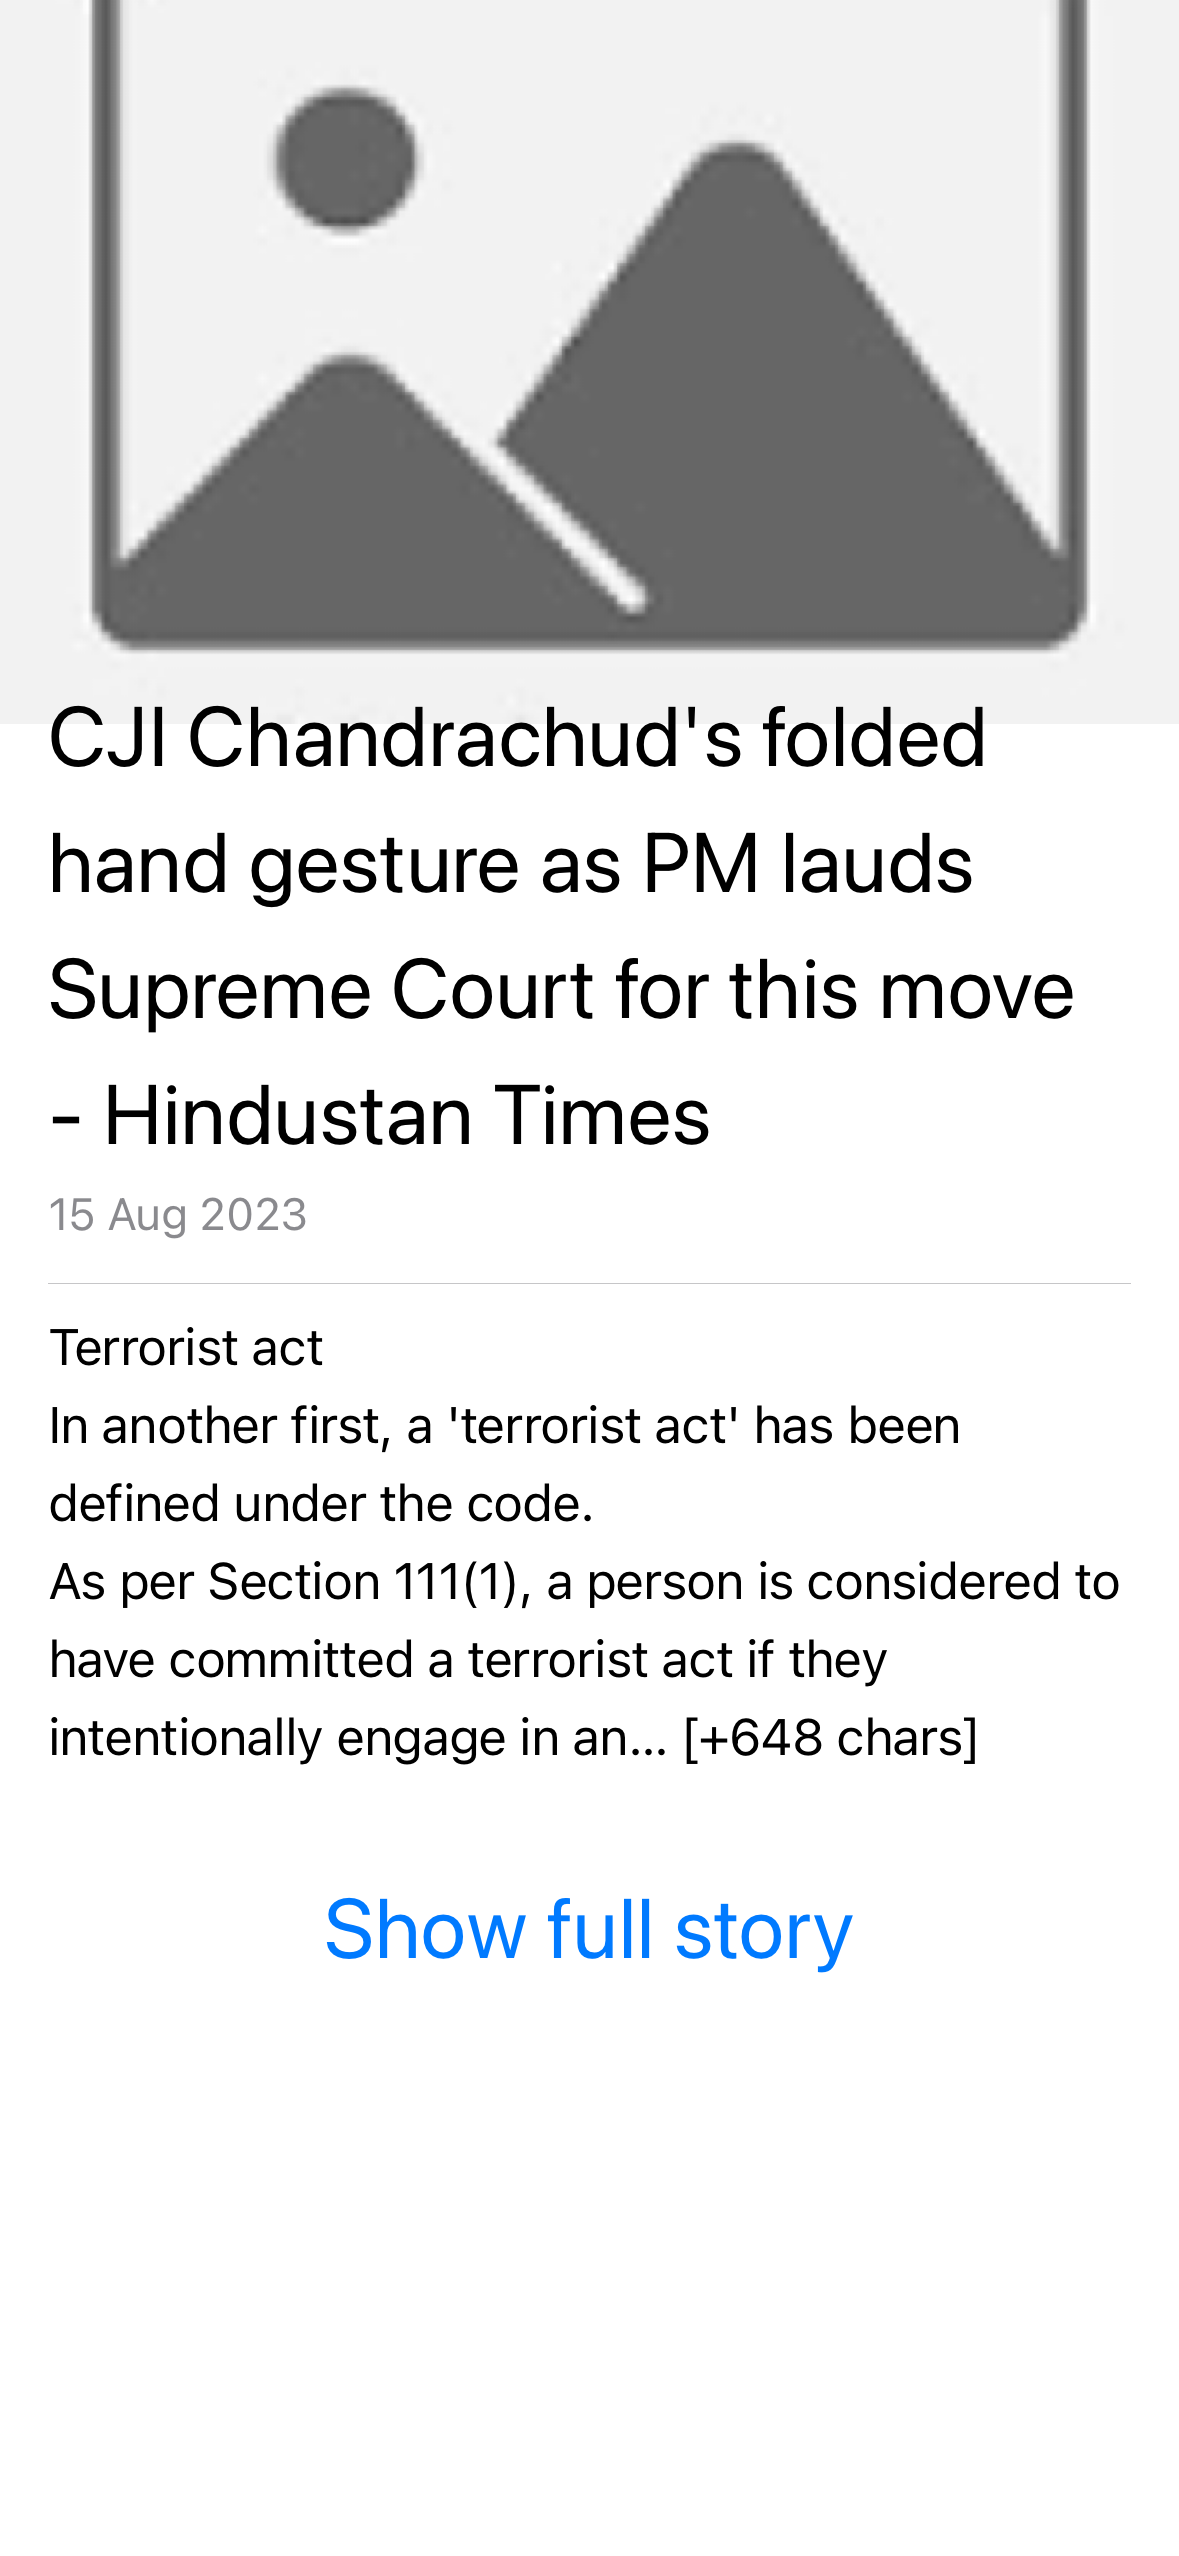 CJI Chandrachud's folded
hand gesture as PM lauds
Supreme Court for this move
- Hindustan Times
15 Aug 2023
Terrorist act
In another first, a 'terrorist act' has been
defined under the code.
As per Section 111(1), a person is considered to
have committed a terrorist act if they
intentionally engage in an... [+648 chars]
Show full story